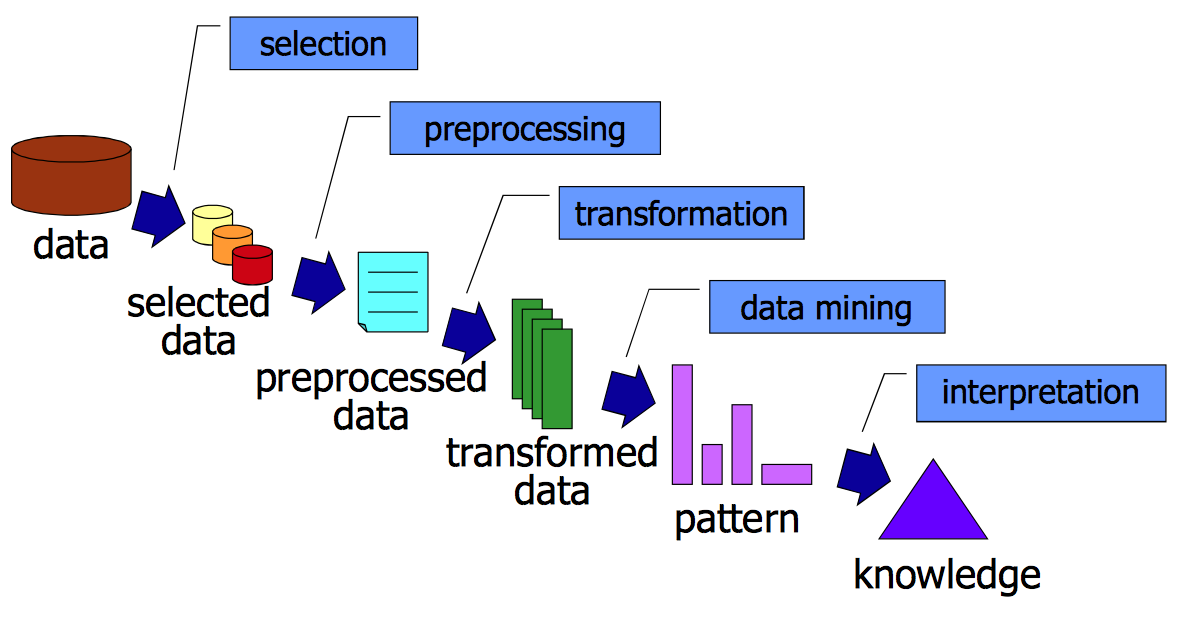 selection
preprocessing
data
transformation
selected
data
data mining
preprocessed
data
interpretation
transformed
data
pattern
knowledge